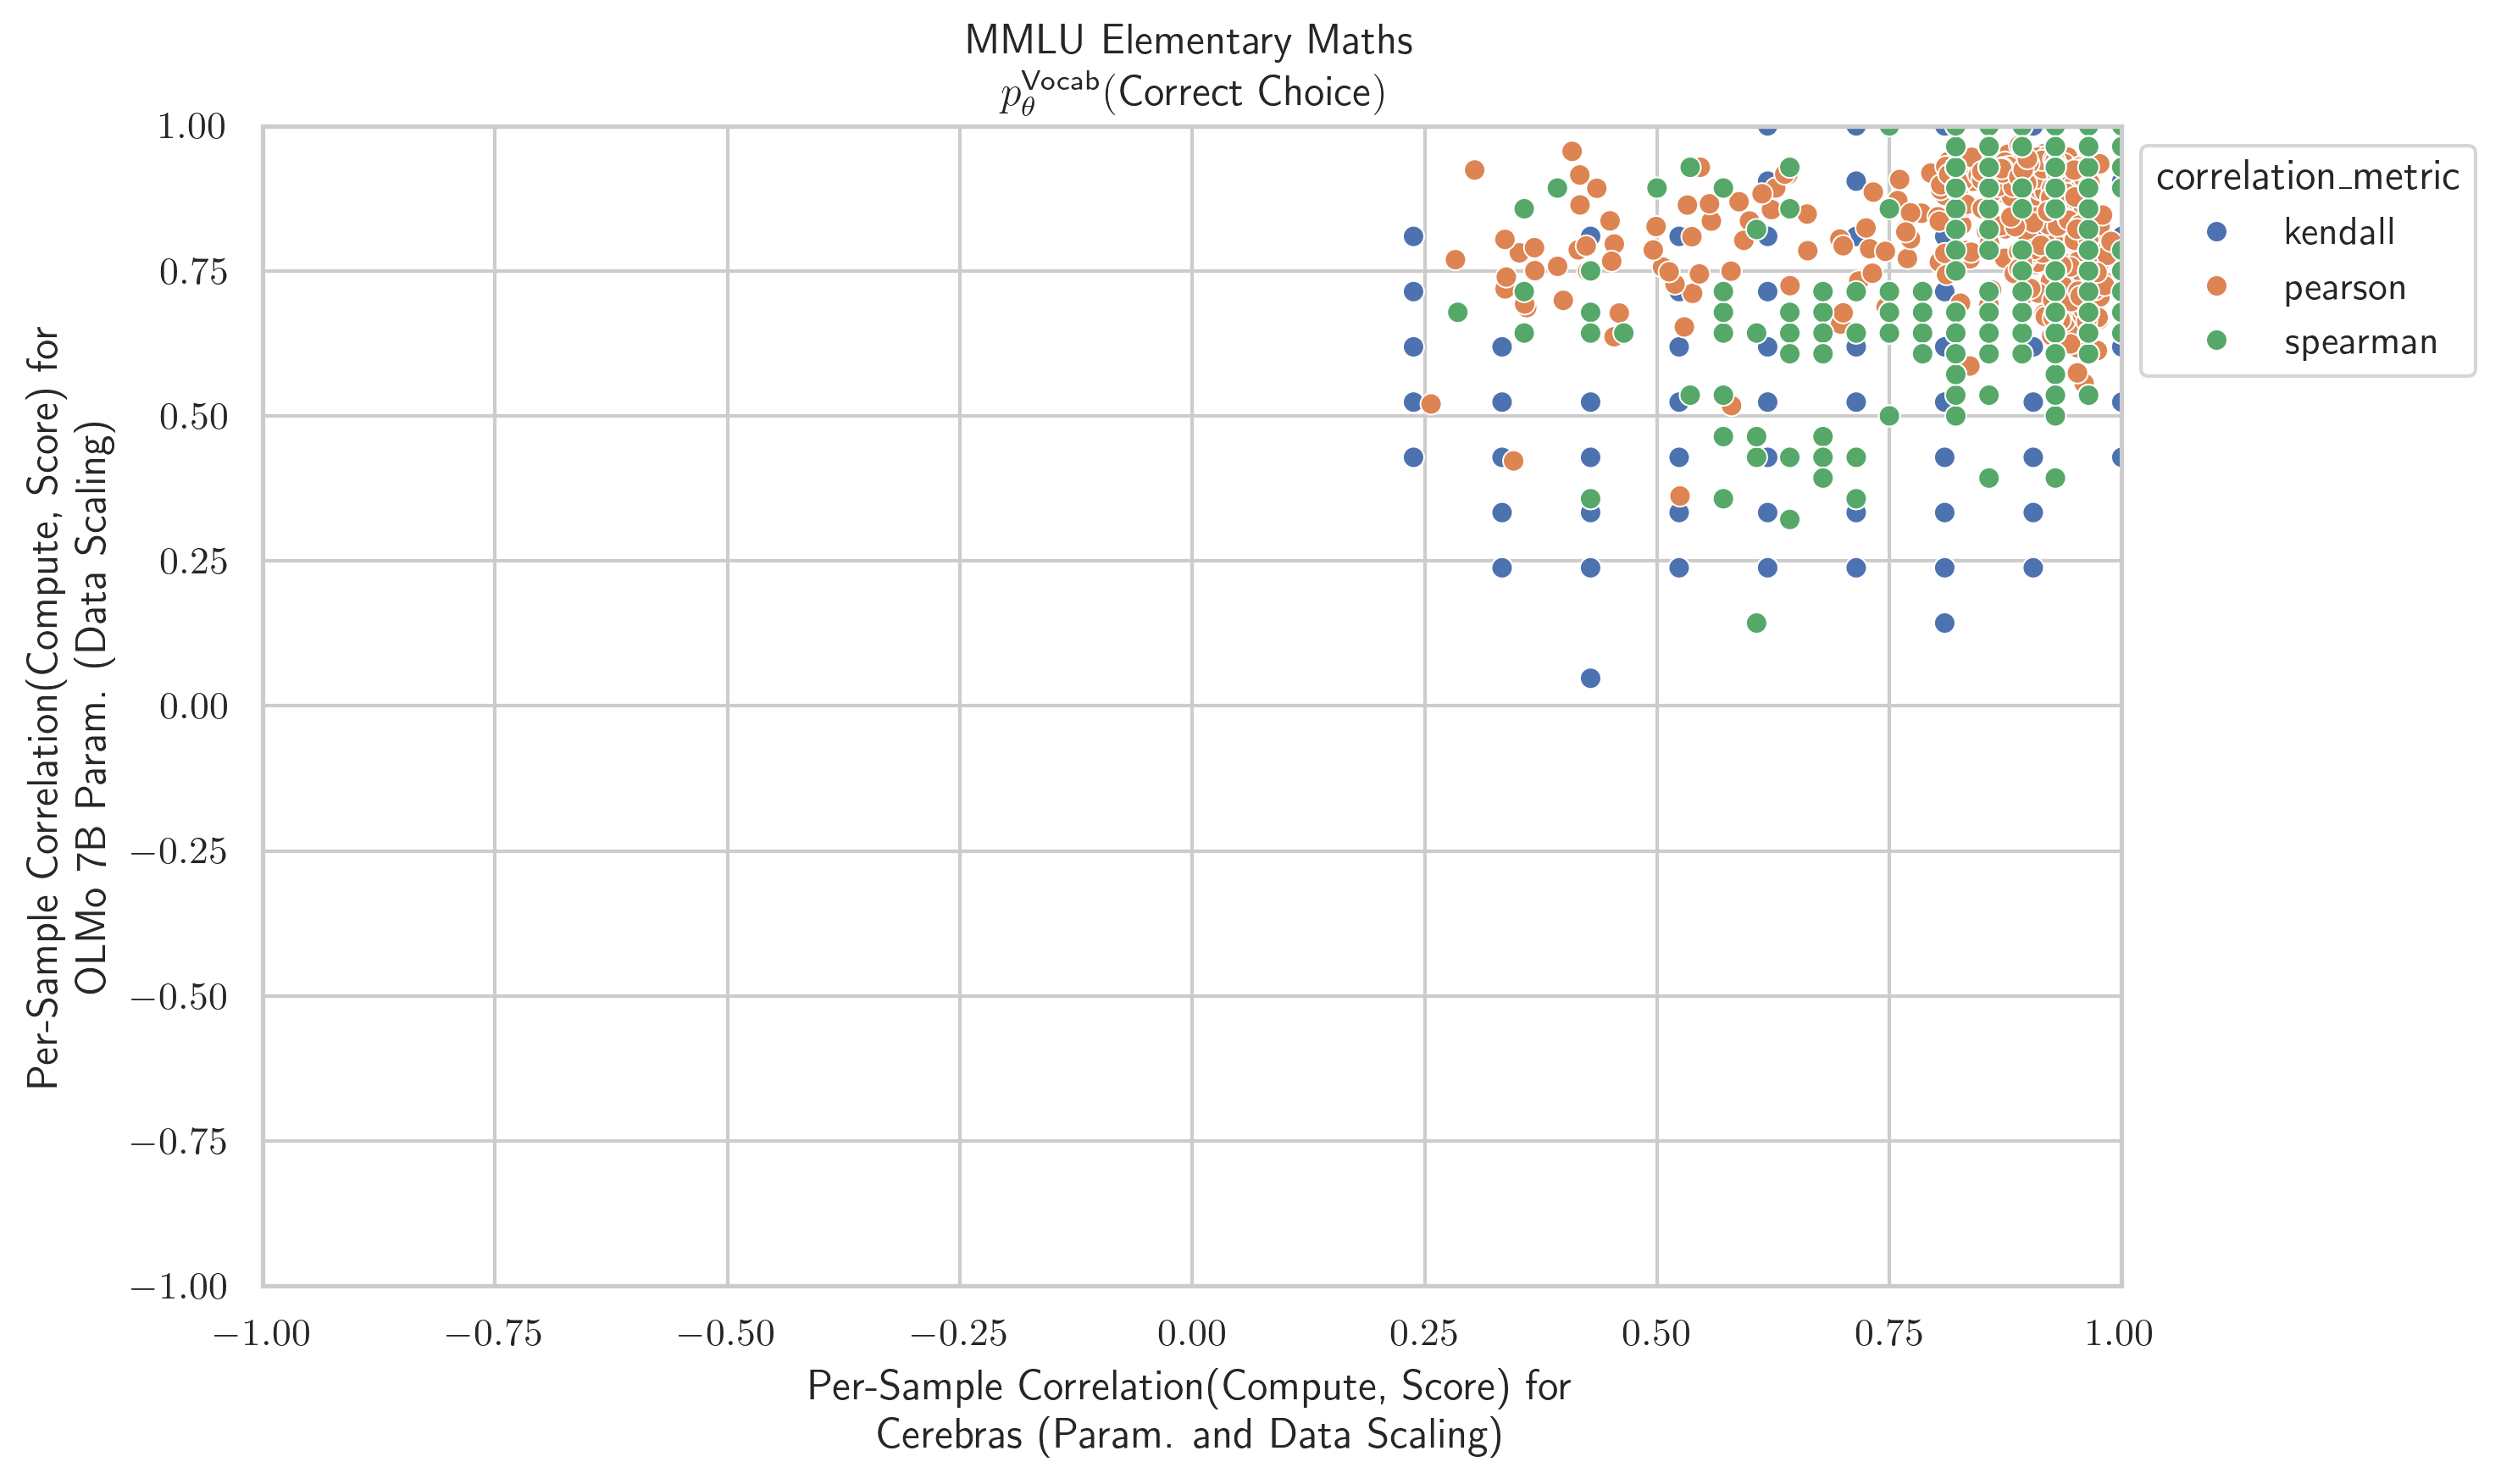 MMLU Elementary Maths
p_θ^Vocab(Correct Choice)
Per-Sample Correlation(Compute, Score) for
OLMo 7B Param. (Data Scaling)
1.00
0.75
0.50
0.25
0.00
−0.25
−0.50
−0.75
−1.00
−1.00 −0.75 −0.50 −0.25 0.00 0.25 0.50 0.75 1.00
Per-Sample Correlation(Compute, Score) for
Cerebras (Param. and Data Scaling)
correlation_metric
kendall
pearson
spearman